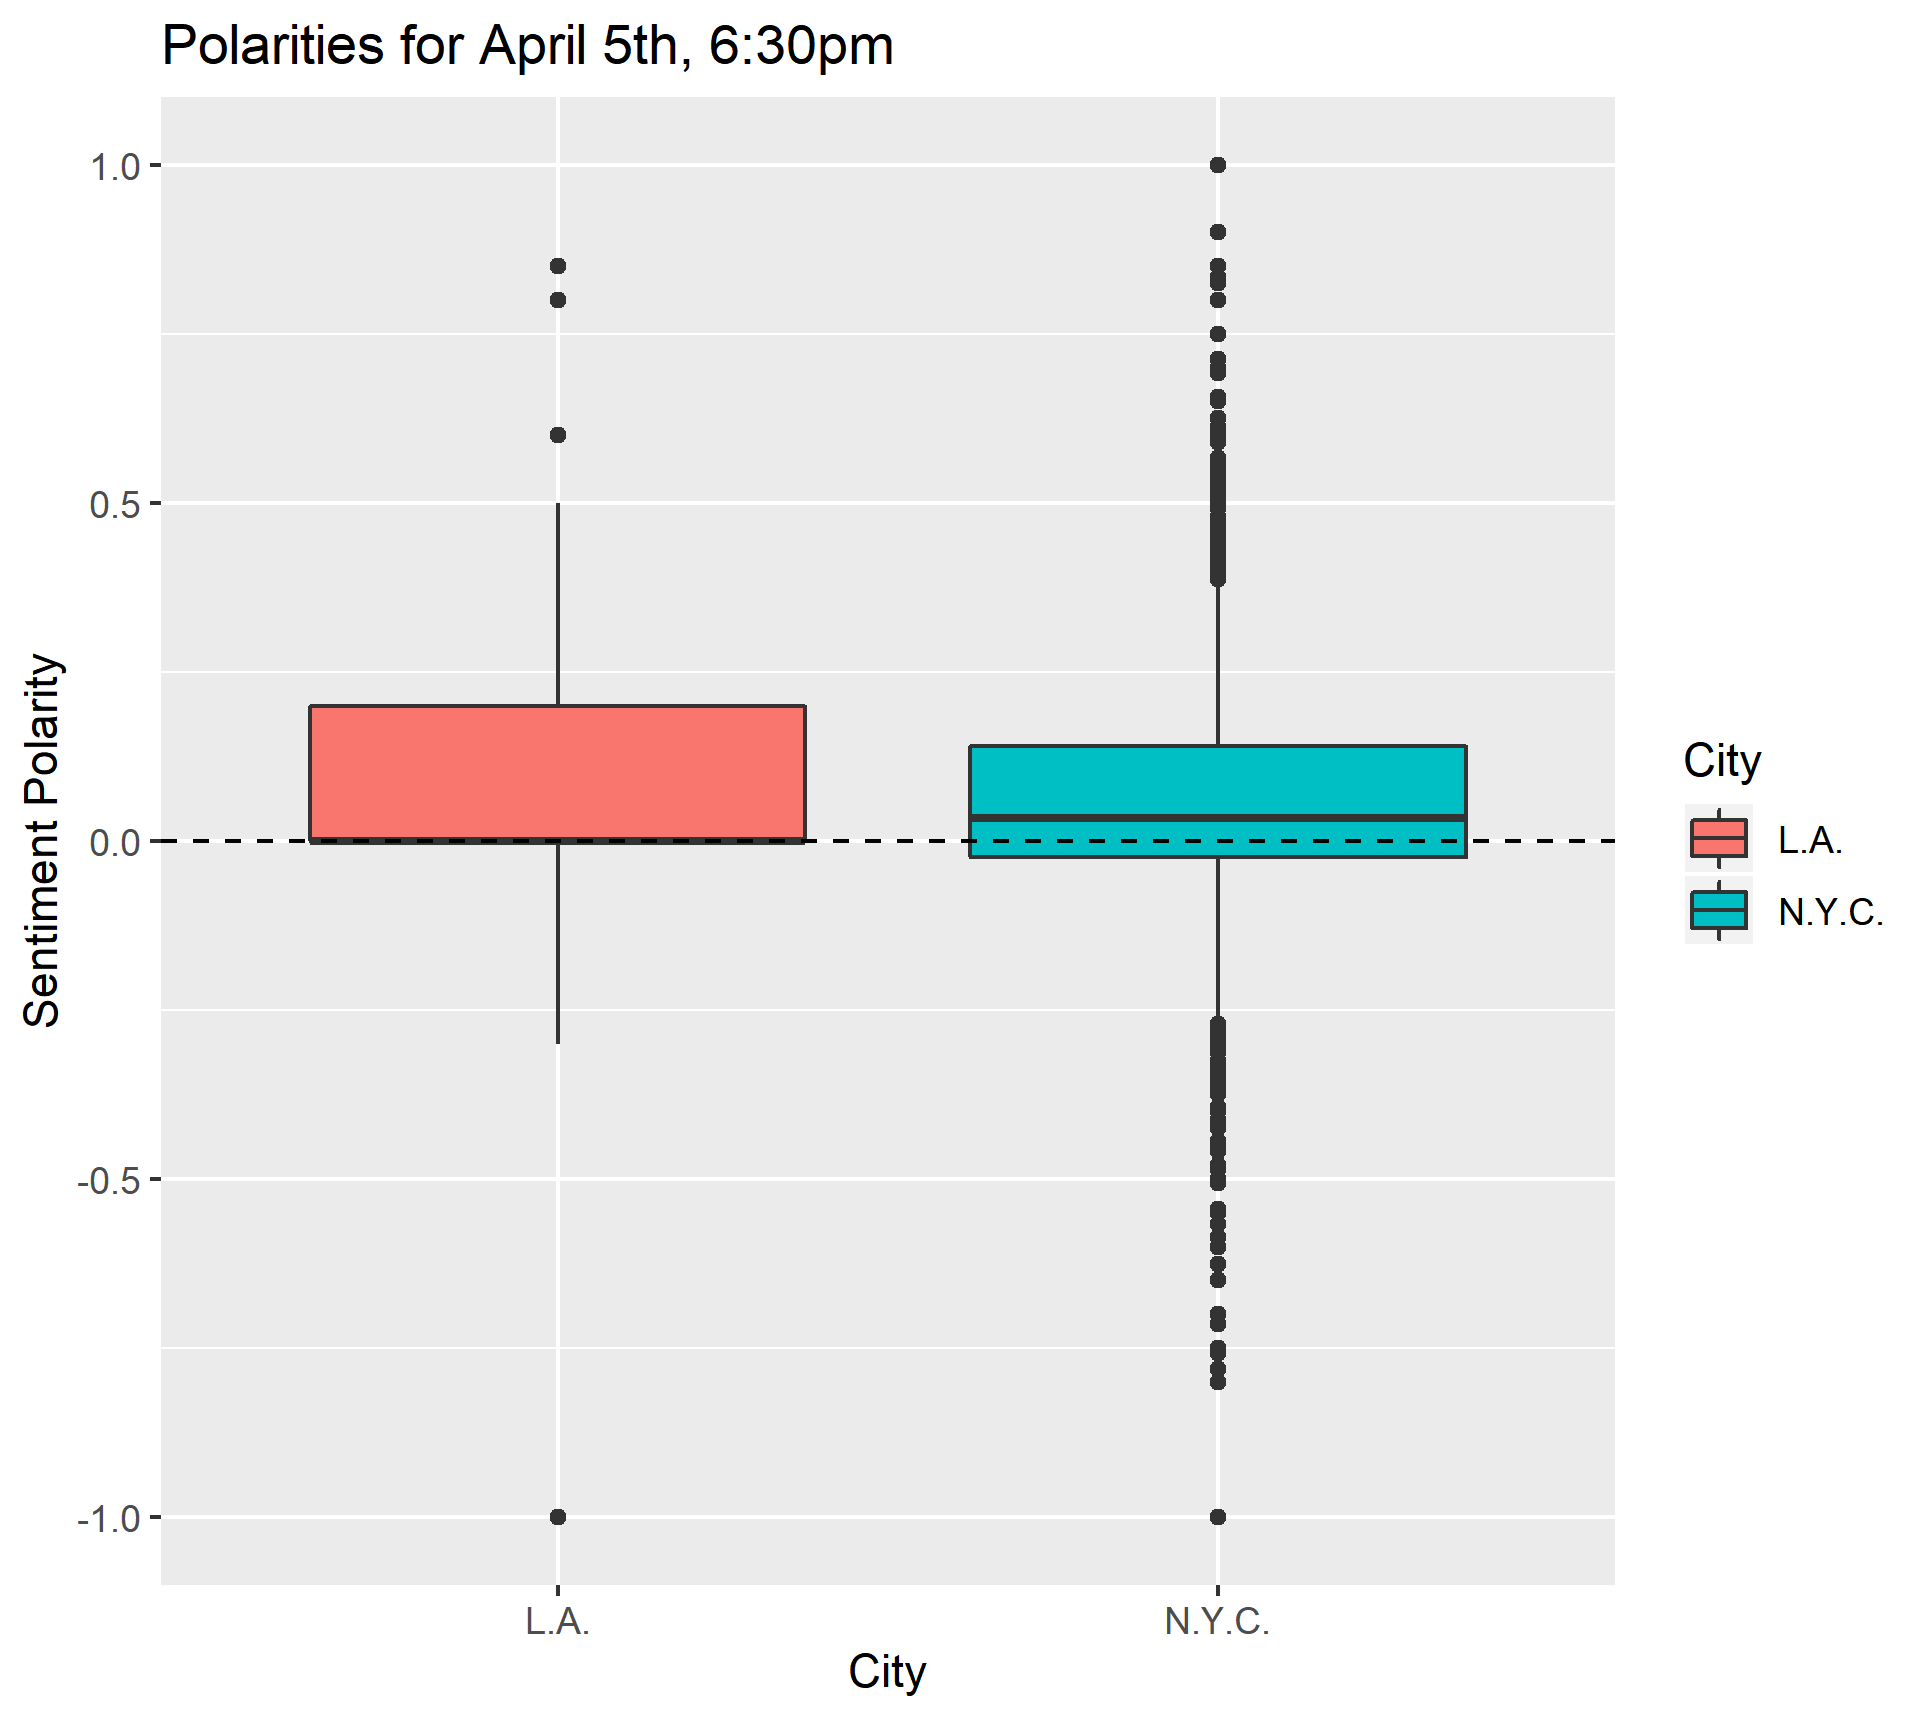 Polarities for April 5th, 6:30pm
Sentiment Polarity
1.0
0.5
0.0
-0.5
-1.0
L.A.
N.Y.C.
City
City
L.A.
N.Y.C.